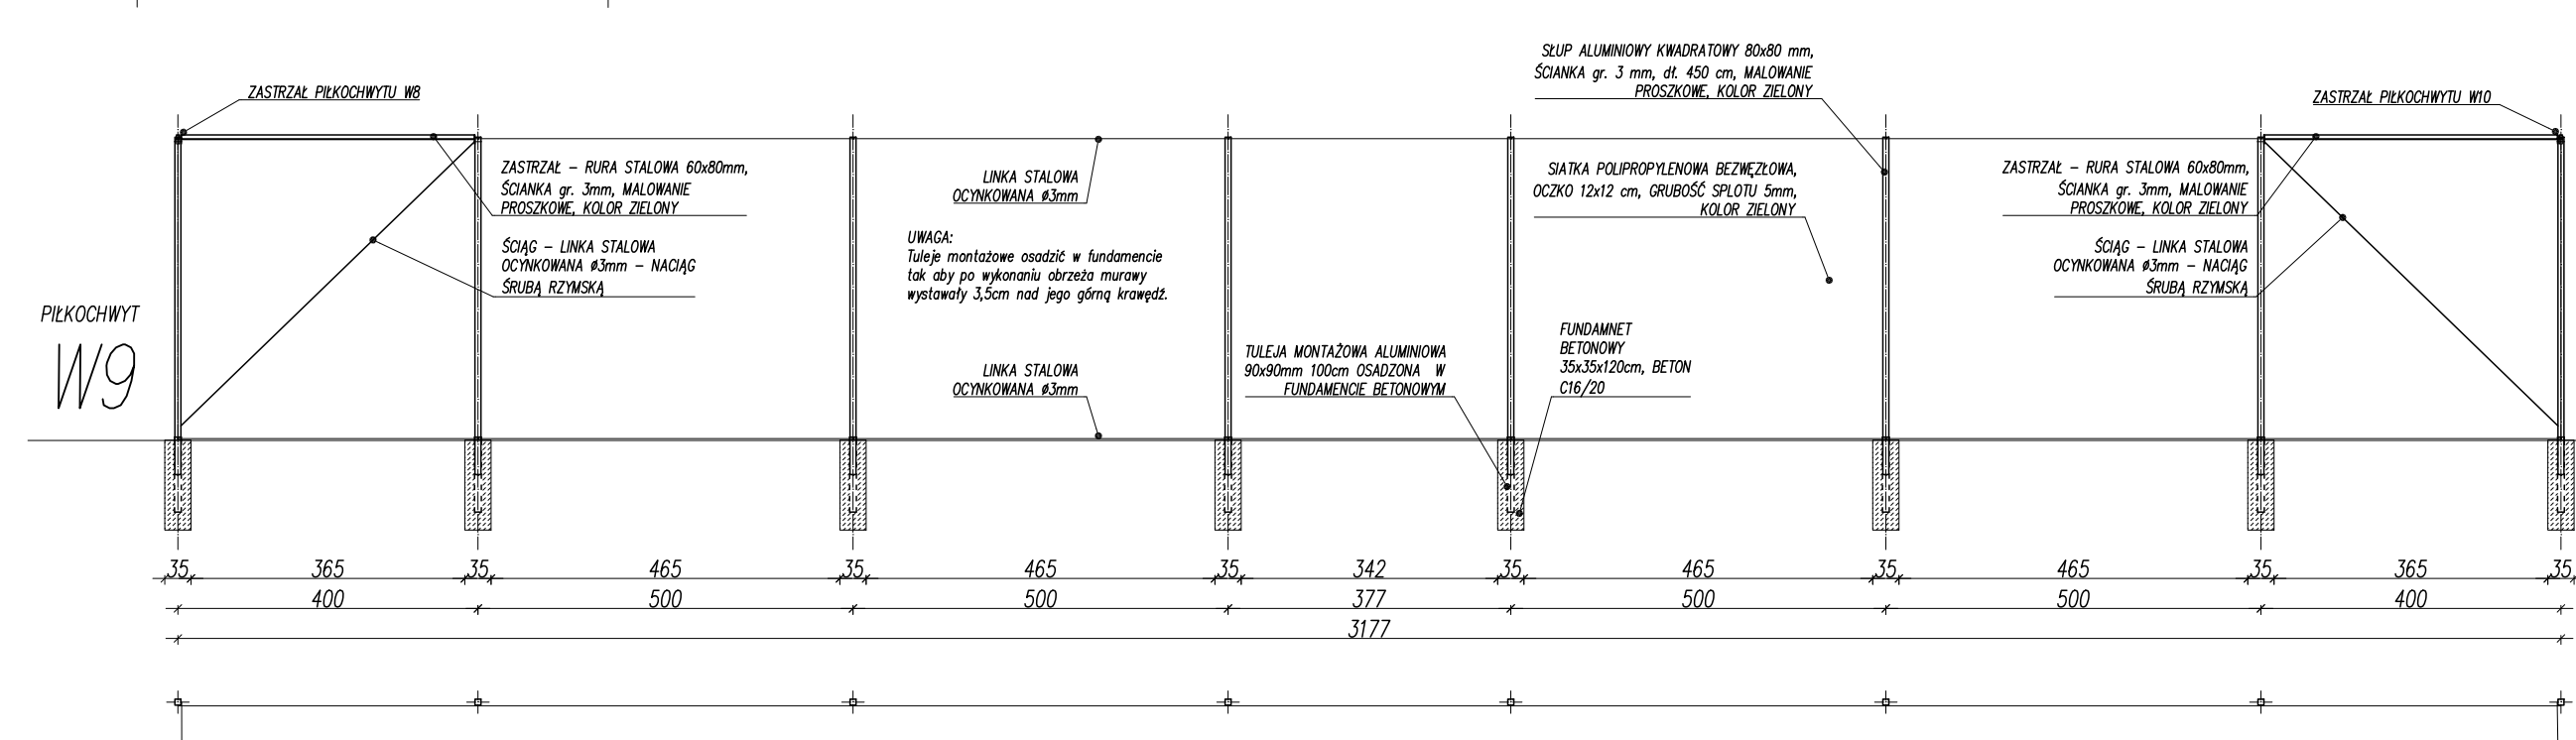 ZASTRZAŁ PIŁKOCHWYTU W8
ZASTRZAŁ – RURA STALOWA 60x80mm,
ŚCIANKA gr. 3mm, MALOWANIE
PROSZKOWE, KOLOR ZIELONY
ŚCIĄG – LINKA STALOWA
OCYNKOWANA ø3mm – NACIĄG
ŚRUBĄ RZYMSKĄ
PIŁKOCHWYT
W9
LINKA STALOWA
OCYNKOWANA ø3mm
UWAGA:
Tuleje montażowe osadzić w fundamencie
tak aby po wykonaniu obrzeża murawy
wystawały 3,5cm nad jego górną krawędź.
LINKA STALOWA
OCYNKOWANA ø3mm
SŁUP ALUMINIOWY KWADRATOWY 80x80 mm,
ŚCIANKA gr. 3 mm, dł. 450 cm, MALOWANIE
PROSZKOWE, KOLOR ZIELONY
SIATKA POLIPROPYLENOWA BEZWĘZŁOWA,
OCZKO 12x12 cm, GRUBOŚĆ SPLOTU 5mm,
KOLOR ZIELONY
TULEJA MONTAŻOWA ALUMINIOWA
90x90mm 100cm OSADZONA W
FUNDAMENCIE BETONOWYM
FUNDAMNET
BETONOWY
35x35x120cm, BETON
C16/20
ZASTRZAŁ PIŁKOCHWYTU W10
ZASTRZAŁ – RURA STALOWA 60x80mm,
ŚCIANKA gr. 3mm, MALOWANIE
PROSZKOWE, KOLOR ZIELONY
ŚCIĄG – LINKA STALOWA
OCYNKOWANA ø3mm – NACIĄG
ŚRUBĄ RZYMSKĄ
35 365 35 465 35 465 35 342 35 465 35 465 35 365 35
400 500 500 377 500 500 400
3177